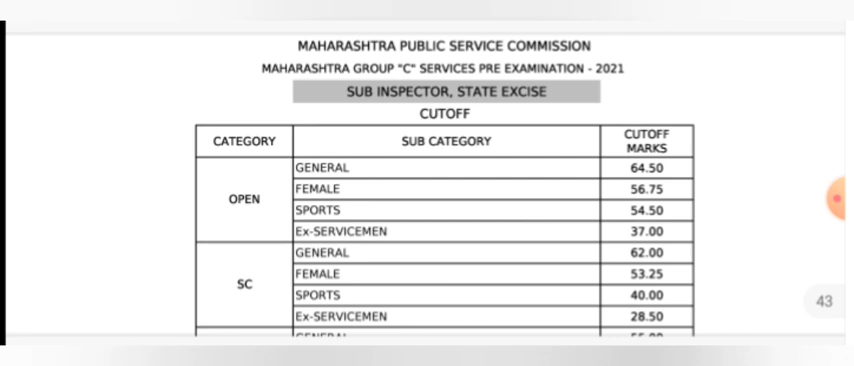 MAHARASHTRA PUBLIC SERVICE COMMISSION
MAHARASHTRA GROUP "C" SERVICES PRE EXAMINATION - 2021
SUB INSPECTOR, STATE EXCISE
CUTOFF
CATEGORY SUB CATEGORY CUTOFF MARKS
OPEN
GENERAL 64.50
FEMALE 56.75
SPORTS 54.50
Ex-SERVICEMEN 37.00
SC
GENERAL 62.00
FEMALE 53.25
SPORTS 40.00
Ex-SERVICEMEN 28.50
43